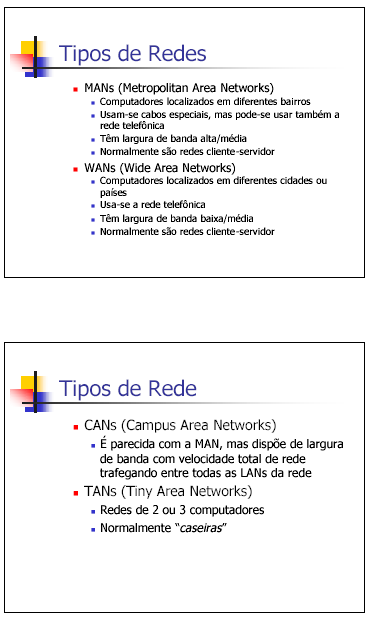 Tipos de Redes
MANs (Metropolitan Area Networks)
Computadores localizados em diferentes bairros
Usam-se cabos especiais, mas pode-se usar também a
rede telefônica
Têm largura de banda alta/média
Normalmente são redes cliente-servidor
WANs (Wide Area Networks)
Computadores localizados em diferentes cidades ou
países
Usa-se a rede telefônica
Têm largura de banda baixa/média
Normalmente são redes cliente-servidor
Tipos de Rede
CANs (Campus Area Networks)
É parecida com a MAN, mas dispõe de largura
de banda com velocidade total de rede
trafegando entre todas as LANs da rede
TANs (Tiny Area Networks)
Redes de 2 ou 3 computadores
Normalmente “caseiras”